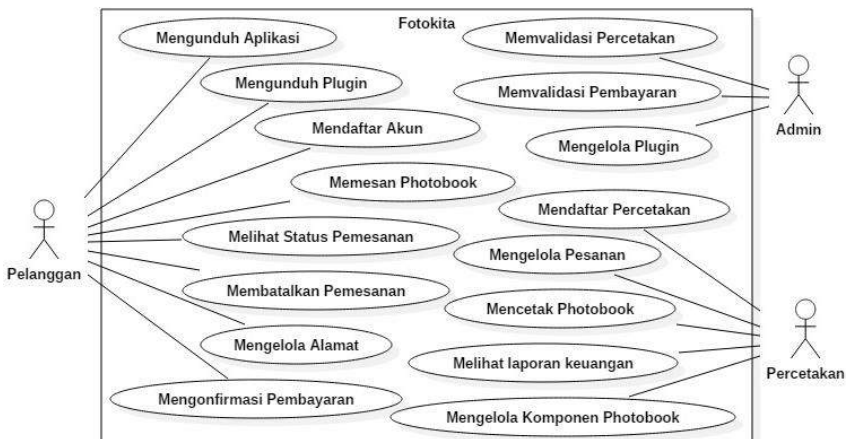 Fotokita
Mengunduh Aplikasi
Memvalidasi Percetakan
Mengunduh Plugin
Memvalidasi Pembayaran
Mendaftar Akun
Admin
Mengelola Plugin
Memesan Photobook
Mendaftar Percetakan
Melihat Status Pemesanan
Mengelola Pesanan
Pelanggan
Membatalkan Pemesanan
Mencetak Photobook
Mengelola Alamat
Melihat laporan keuangan
Percetakan
Mengonfirmasi Pembayaran
Mengelola Komponen Photobook